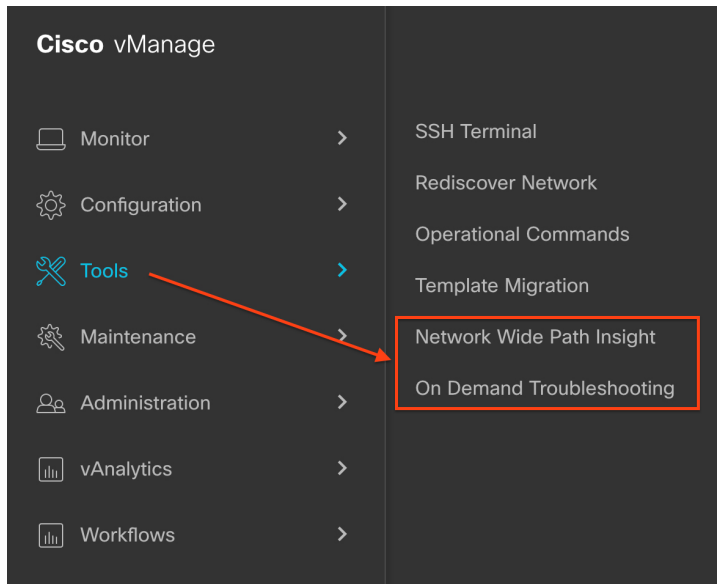 Cisco vManage
Monitor
Configuration
Tools
Maintenance
Administration
vAnalytics
Workflows
SSH Terminal
Rediscover Network
Operational Commands
Template Migration
Network Wide Path Insight
On Demand Troubleshooting